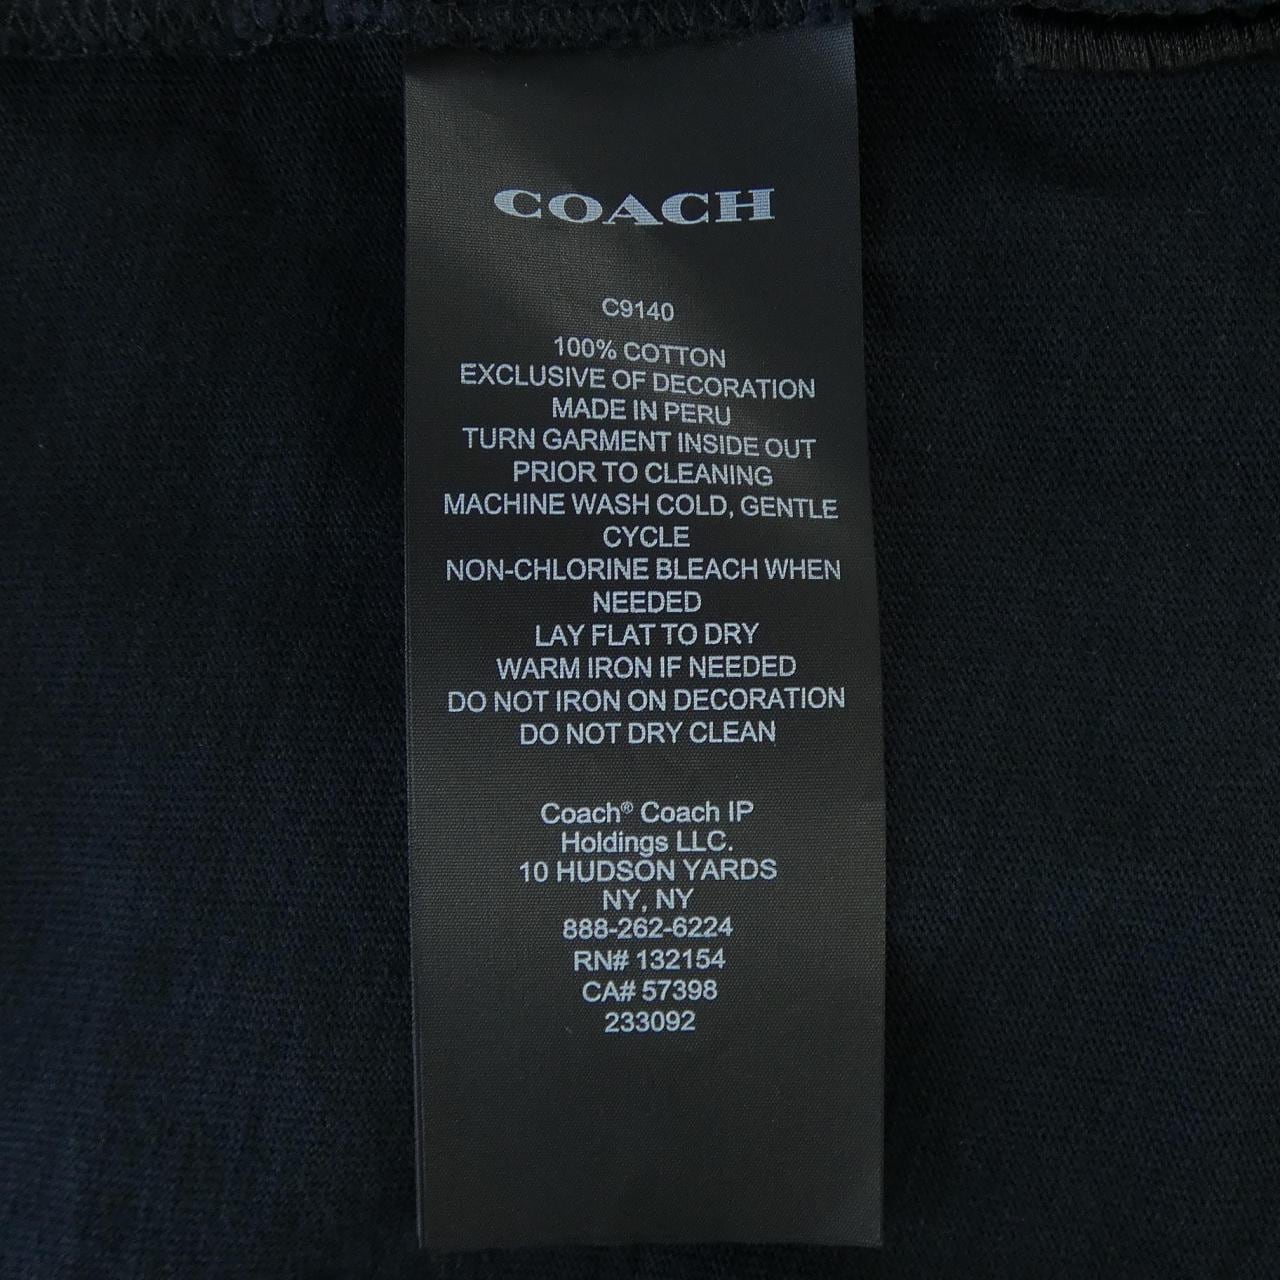 COACH
C9140
100% COTTON
EXCLUSIVE OF DECORATION
MADE IN PERU
TURN GARMENT INSIDE OUT
PRIOR TO CLEANING
MACHINE WASH COLD, GENTLE
CYCLE
NON-CHLORINE BLEACH WHEN
NEEDED
LAY FLAT TO DRY
WARM IRON IF NEEDED
DO NOT IRON ON DECORATION
DO NOT DRY CLEAN
Coach® Coach IP
Holdings LLC.
10 HUDSON YARDS
NY, NY
888-262-6224
RN# 132154
CA# 57398
233092